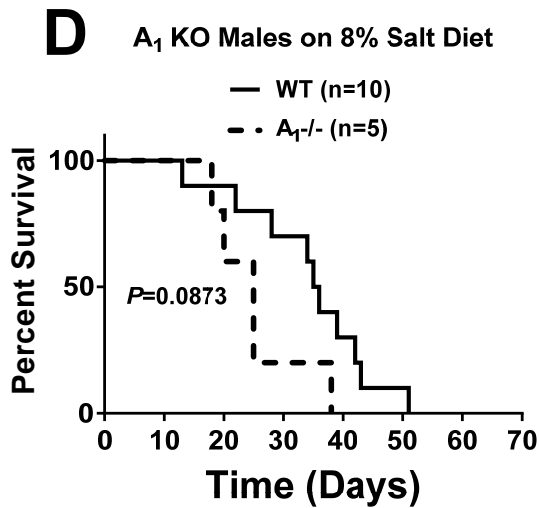 D
A₁ KO Males on 8% Salt Diet
WT (n=10)
A₁-/- (n=5)
Percent Survival
100
50
0
P=0.0873
0 10 20 30 40 50 60 70
Time (Days)